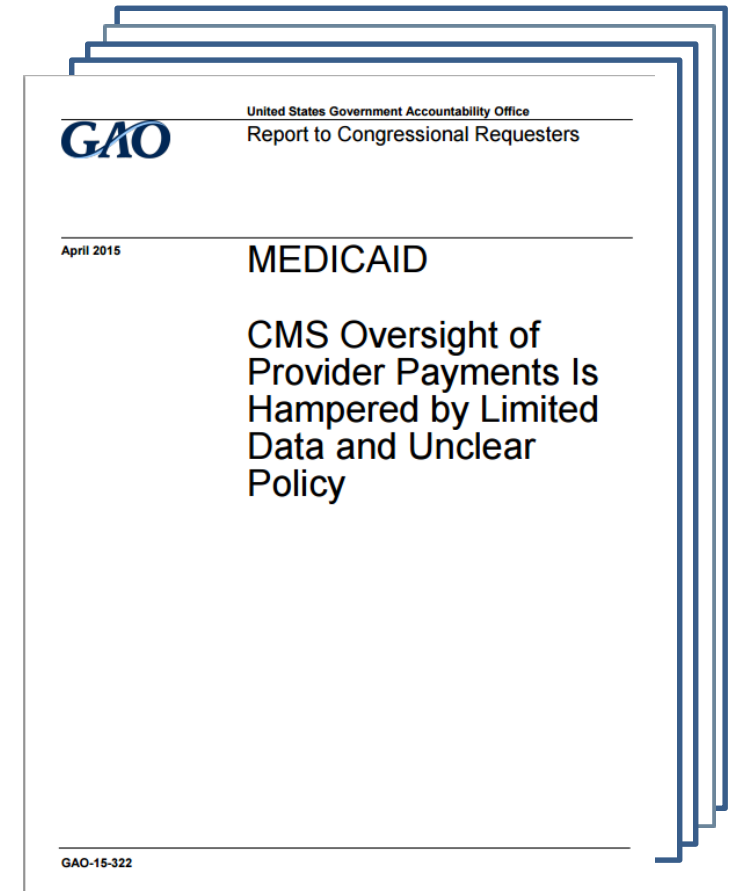 United States Government Accountability Office
GAO
Report to Congressional Requesters
April 2015
MEDICAID
CMS Oversight of
Provider Payments Is
Hampered by Limited
Data and Unclear
Policy
GAO-15-322